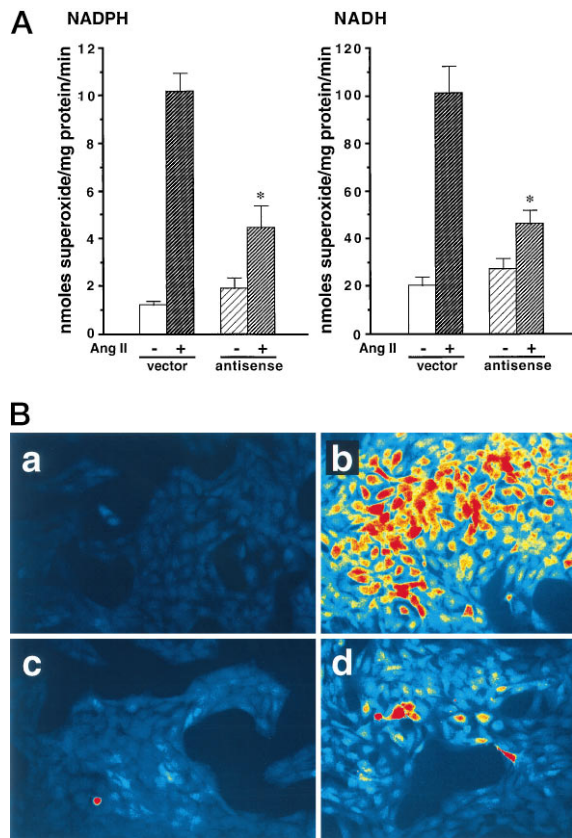 A
NADPH
NADH
nmoles superoxide/mg protein/min
12
10
8
6
4
2
0
*
Ang II - + - +
vector antisense
nmoles superoxide/mg protein/min
120
100
80
60
40
20
0
*
Ang II - + - +
vector antisense
B
a
b
c
d